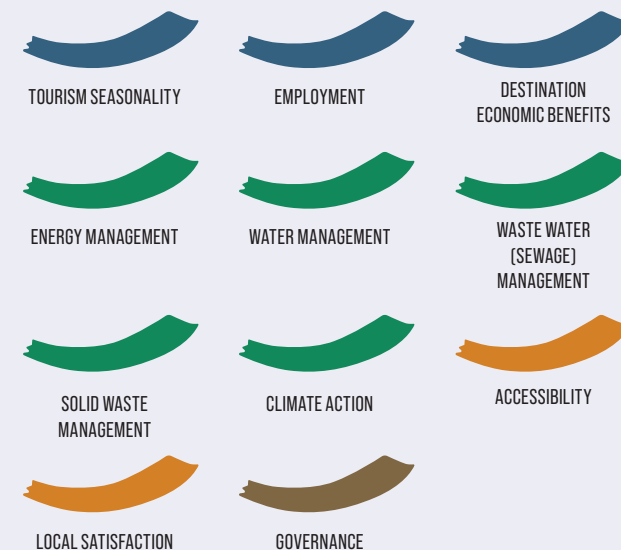 TOURISM SEASONALITY
EMPLOYMENT
DESTINATION
ECONOMIC BENEFITS
ENERGY MANAGEMENT
WATER MANAGEMENT
WASTE WATER
(SEWAGE)
MANAGEMENT
SOLID WASTE
MANAGEMENT
CLIMATE ACTION
ACCESSIBILITY
LOCAL SATISFACTION
GOVERNANCE